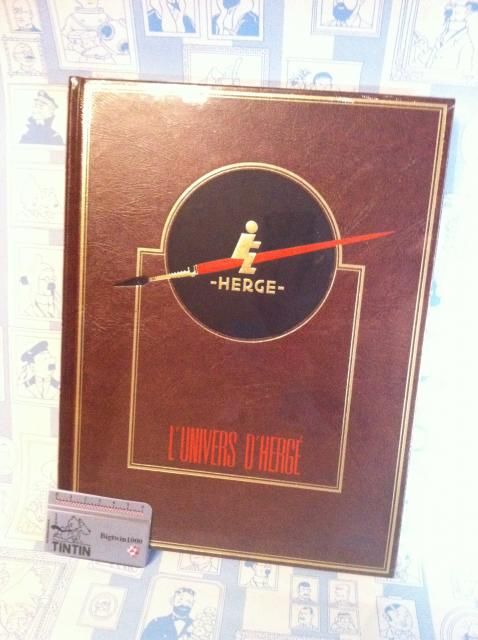 -HERGE-
L'UNIVERS D'HERGÉ
TINTIN
Bigtwin1000